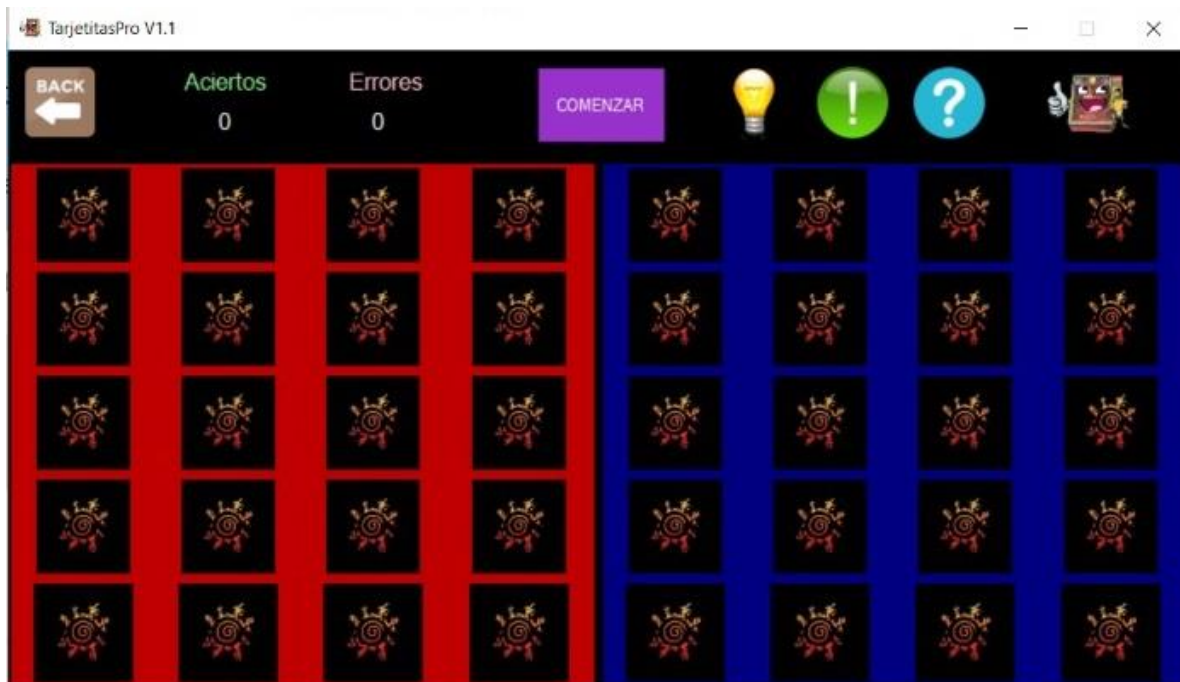 TarjetitasPro V1.1
BACK
Aciertos
Errores
0
0
COMENZAR
!
?